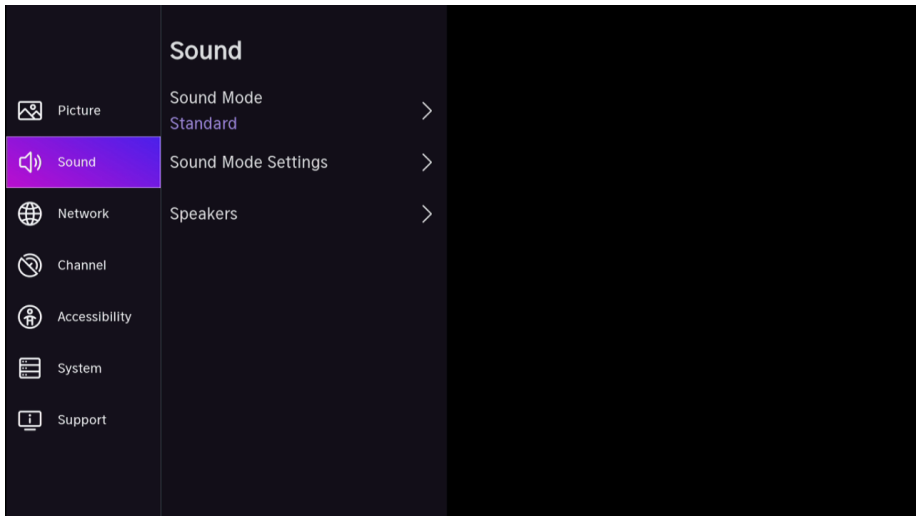 Picture
Sound
Network
Channel
Accessibility
System
Support
Sound
Sound Mode
Standard
Sound Mode Settings
Speakers